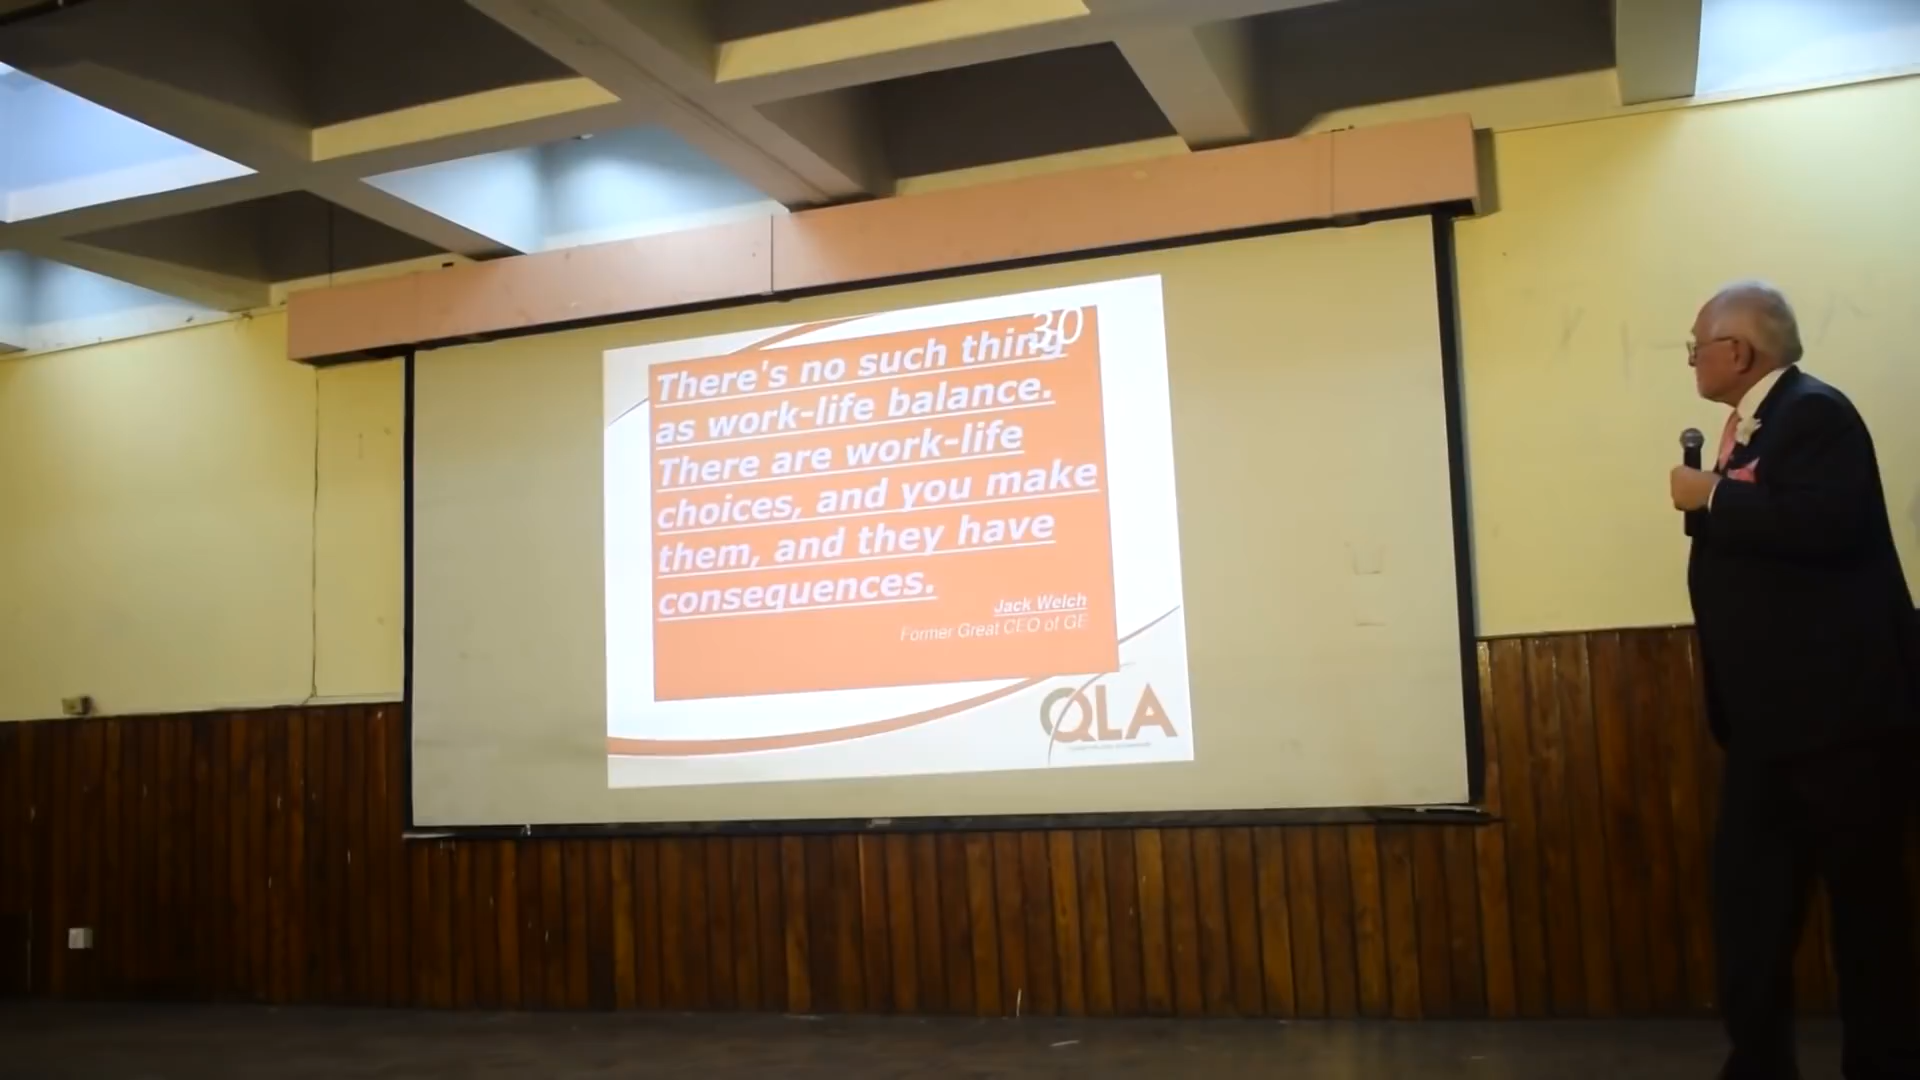 30
There's no such thing
as work-life balance.
There are work-life
choices, and you make
them, and they have
consequences.
Jack Welch
Former Great CEO of GE
QLA